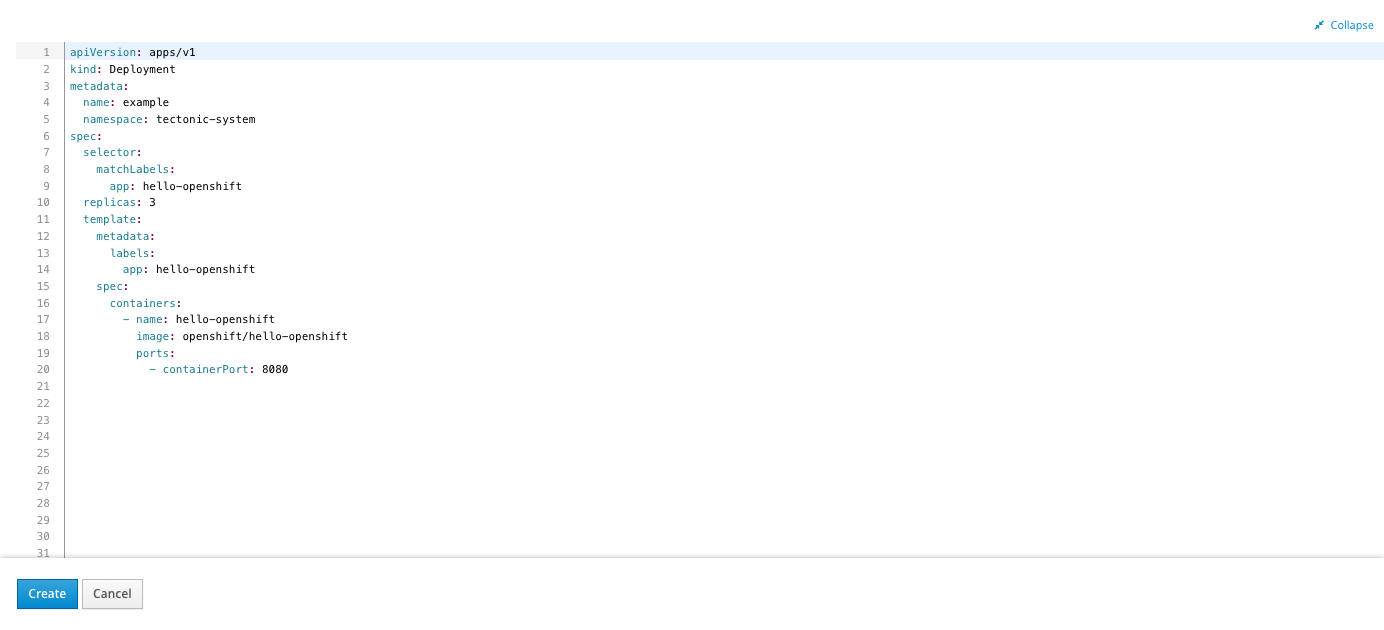 Collapse
1 apiVersion: apps/v1
2 kind: Deployment
3 metadata:
4   name: example
5   namespace: tectonic-system
6 spec:
7   selector:
8     matchLabels:
9       app: hello-openshift
10   replicas: 3
11   template:
12     metadata:
13       labels:
14         app: hello-openshift
15     spec:
16       containers:
17         - name: hello-openshift
18           image: openshift/hello-openshift
19           ports:
20             - containerPort: 8080
21
22
23
24
25
26
27
28
29
30
31
Create Cancel